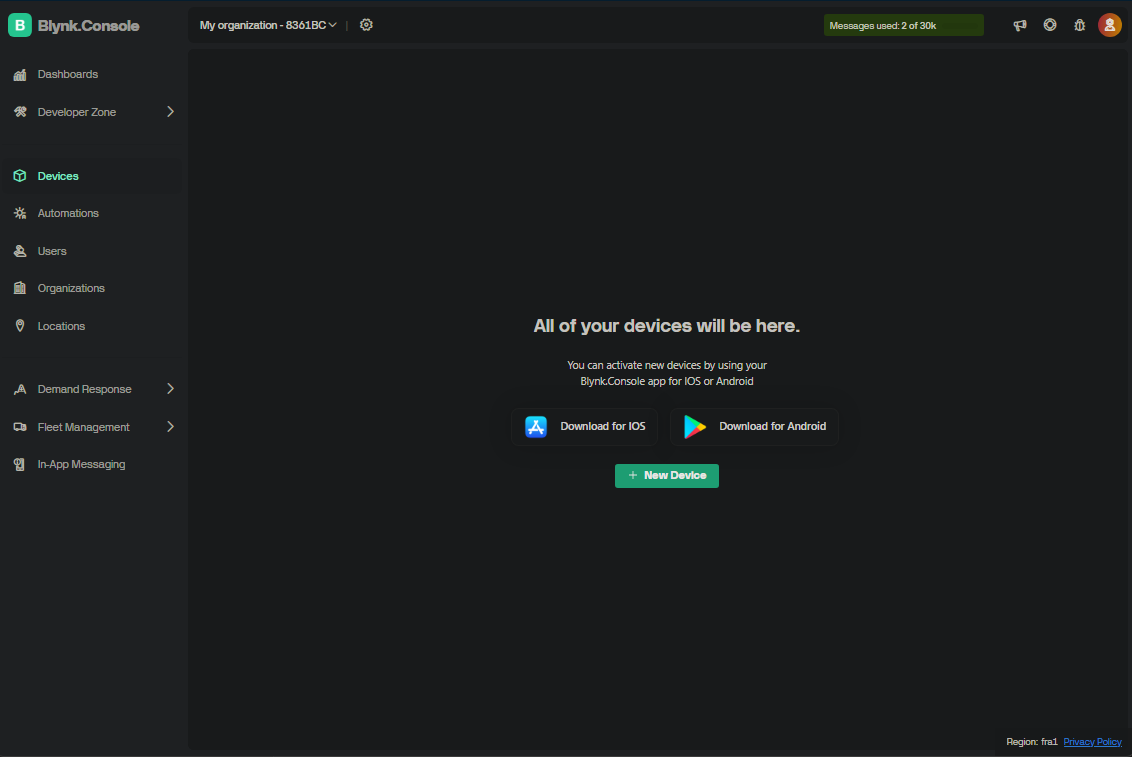 B Blynk.Console
My organization - 8361BC
Messages used: 2 of 30k
Dashboards
Developer Zone
Devices
Automations
Users
Organizations
Locations
Demand Response
Fleet Management
In-App Messaging
All of your devices will be here.
You can activate new devices by using your
Blynk.Console app for IOS or Android
Download for IOS
Download for Android
+ New Device
Region: fra1 Privacy Policy